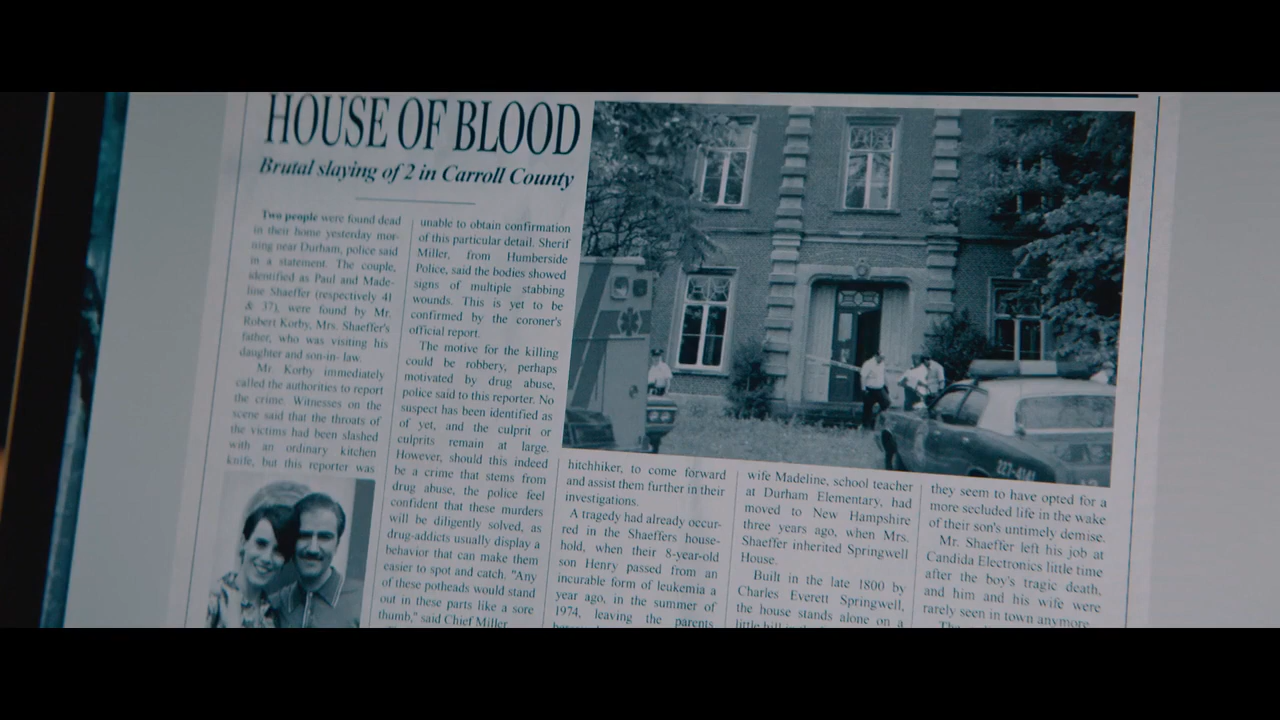 HOUSE OF BLOOD
Brutal slaying of 2 in Carroll County
Two people were found dead
in their home yesterday mor-
ning near Durham, police said
in a statement. The couple,
identified as Paul and Made-
line Shaeffer (respectively 41
& 37), were found by Mr.
Robert Korby, Mrs. Shaeffer's
father, who was visiting his
daughter and son-in- law.
Mr. Korby immediately
called the authorities to report
the crime. Witnesses on the
scene said that the throats of
the victims had been slashed
with an ordinary kitchen
knife, but this reporter was
unable to obtain confirmation
of this particular detail. Sherif
Miller, from Humberside
Police, said the bodies showed
signs of multiple stabbing
wounds. This is yet to be
confirmed by the coroner's
official report.
The motive for the killing
could be robbery, perhaps
motivated by drug abuse,
police said to this reporter. No
suspect has been identified as
of yet, and the culprit or
culprits remain at large.
However, should this indeed
be a crime that stems from
drug abuse, the police feel
confident that these murders
will be diligently solved, as
drug-addicts usually display a
behavior that can make them
easier to spot and catch. "Any
of these potheads would stand
out in these parts like a sore
thumb," said Chief Miller
227-4141
hitchhiker, to come forward
and assist them further in their
investigations.
A tragedy had already occur-
red in the Shaeffers house-
hold, when their 8-year-old
son Henry passed from an
incurable form of leukemia a
year ago, in the summer of
1974, leaving the parents
wife Madeline, school teacher
at Durham Elementary, had
moved to New Hampshire
three years ago, when Mrs.
Shaeffer inherited Springwell
House.
Built in the late 1800 by
Charles Everett Springwell,
the house stands alone on a
little hill
they seem to have opted for a
more secluded life in the wake
of their son's untimely demise.
Mr. Shaeffer left his job at
Candida Electronics little time
after the boy's tragic death,
and him and his wife were
rarely seen in town anymore.